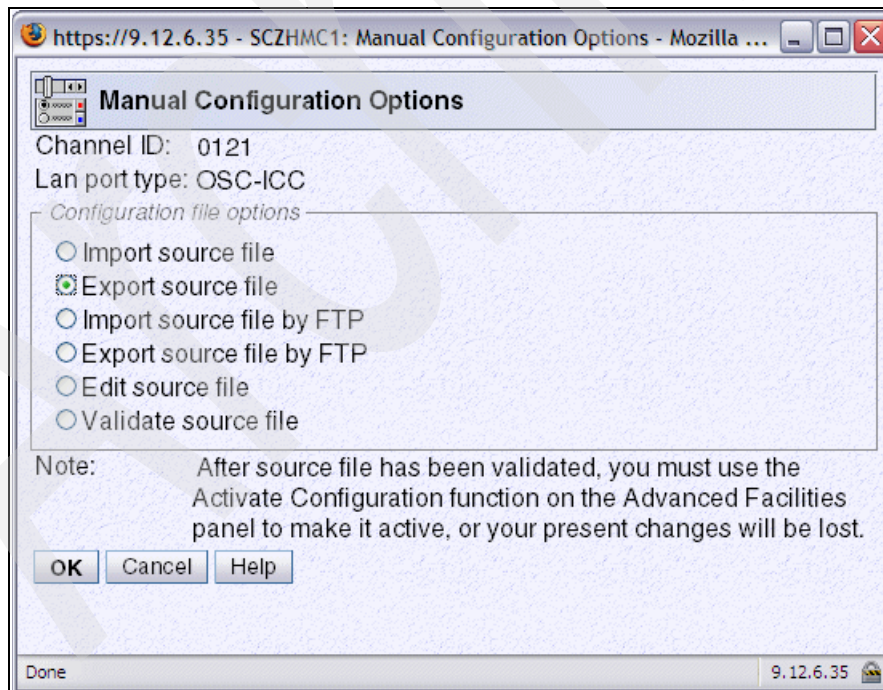 https://9.12.6.35 - SCZHMC1: Manual Configuration Options - Mozilla ...
Manual Configuration Options
Channel ID: 0121
Lan port type: OSC-ICC
Configuration file options
Import source file
Export source file
Import source file by FTP
Export source file by FTP
Edit source file
Validate source file
Note: After source file has been validated, you must use the
Activate Configuration function on the Advanced Facilities
panel to make it active, or your present changes will be lost.
OK Cancel Help
Done 9.12.6.35